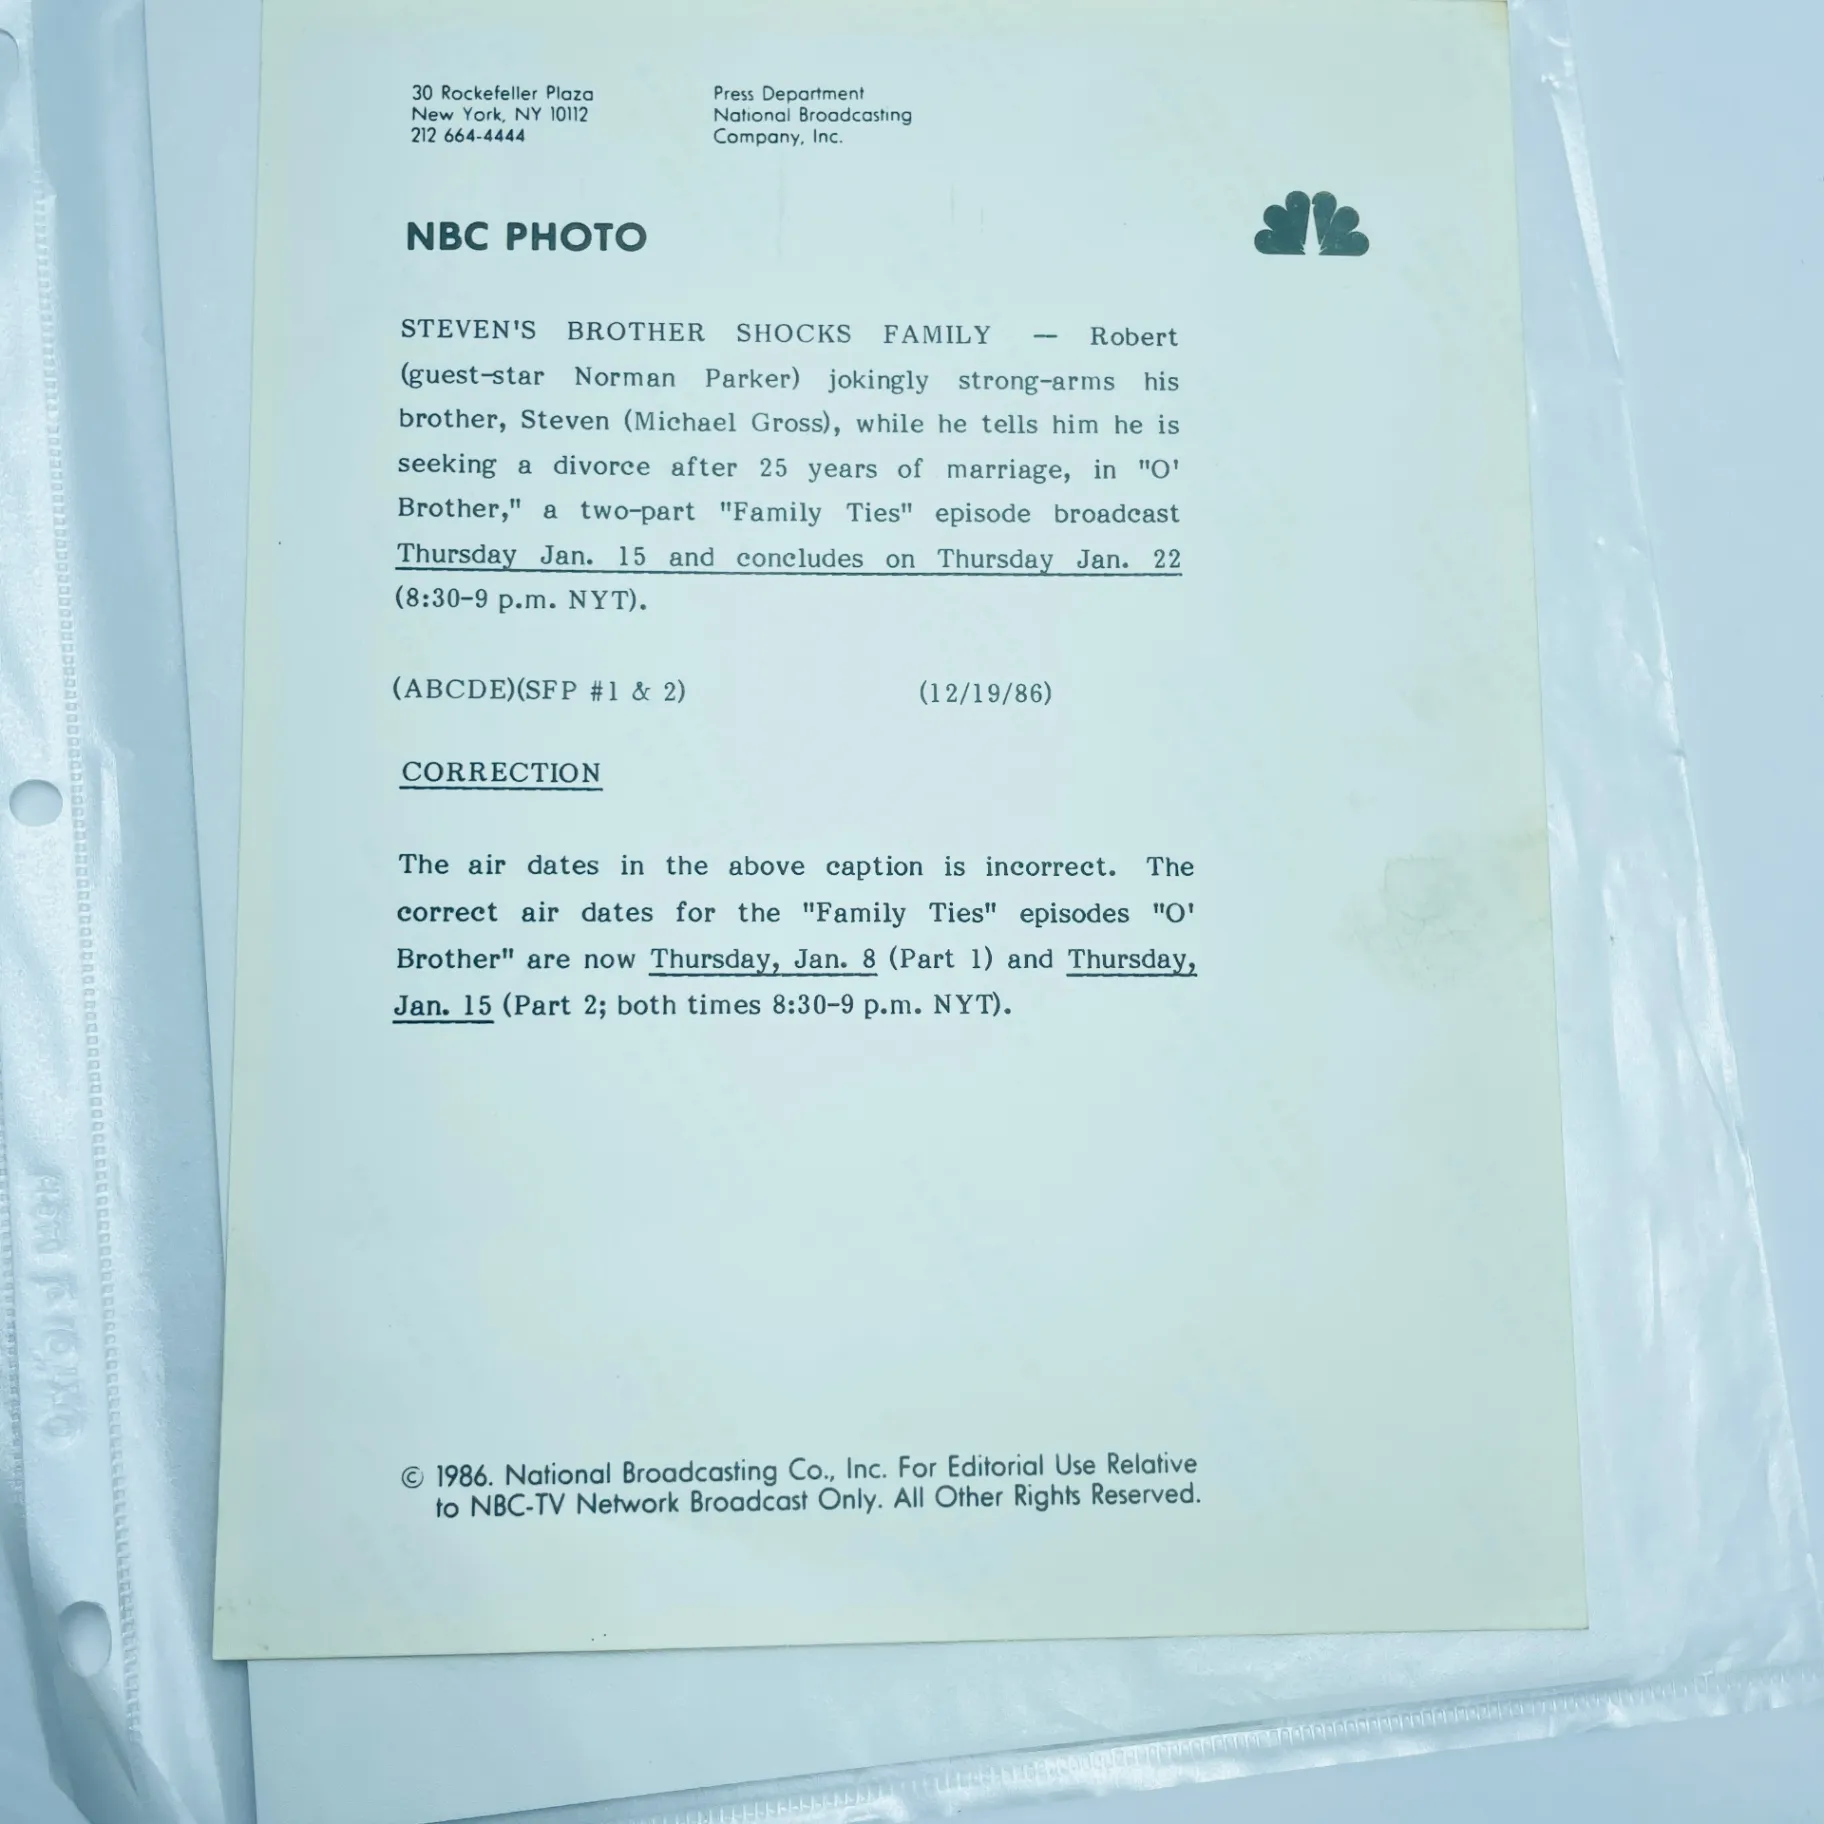 30 Rockefeller Plaza
New York, NY 10112
212 664-4444
Press Department
National Broadcasting
Company, Inc.
NBC PHOTO
STEVEN'S BROTHER SHOCKS FAMILY — Robert
(guest-star Norman Parker) jokingly strong-arms his
brother, Steven (Michael Gross), while he tells him he is
seeking a divorce after 25 years of marriage, in "O'
Brother," a two-part "Family Ties" episode broadcast
Thursday Jan. 15 and concludes on Thursday Jan. 22
(8:30-9 p.m. NYT).
(ABCDE)(SFP #1 & 2) (12/19/86)
CORRECTION
The air dates in the above caption is incorrect. The
correct air dates for the "Family Ties" episodes "O'
Brother" are now Thursday, Jan. 8 (Part 1) and Thursday,
Jan. 15 (Part 2; both times 8:30-9 p.m. NYT).
© 1986. National Broadcasting Co., Inc. For Editorial Use Relative
to NBC-TV Network Broadcast Only. All Other Rights Reserved.